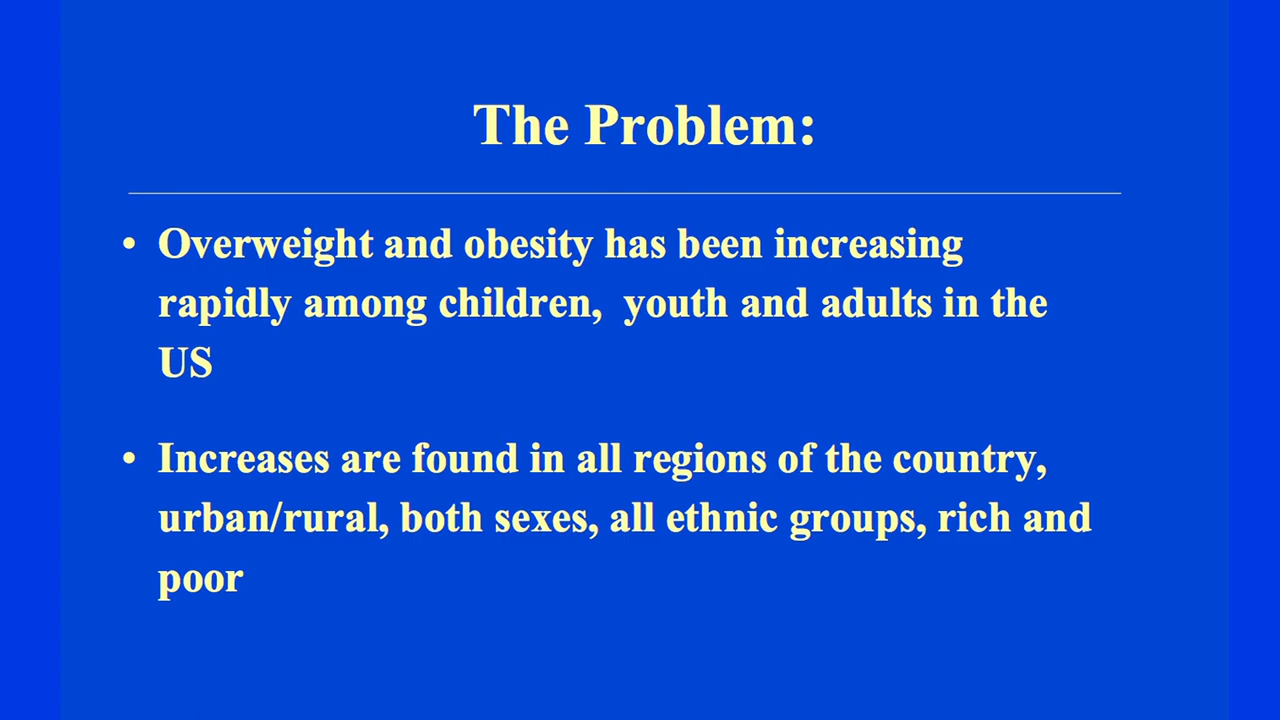 The Problem:
• Overweight and obesity has been increasing
rapidly among children,  youth and adults in the
US
• Increases are found in all regions of the country,
urban/rural, both sexes, all ethnic groups, rich and
poor